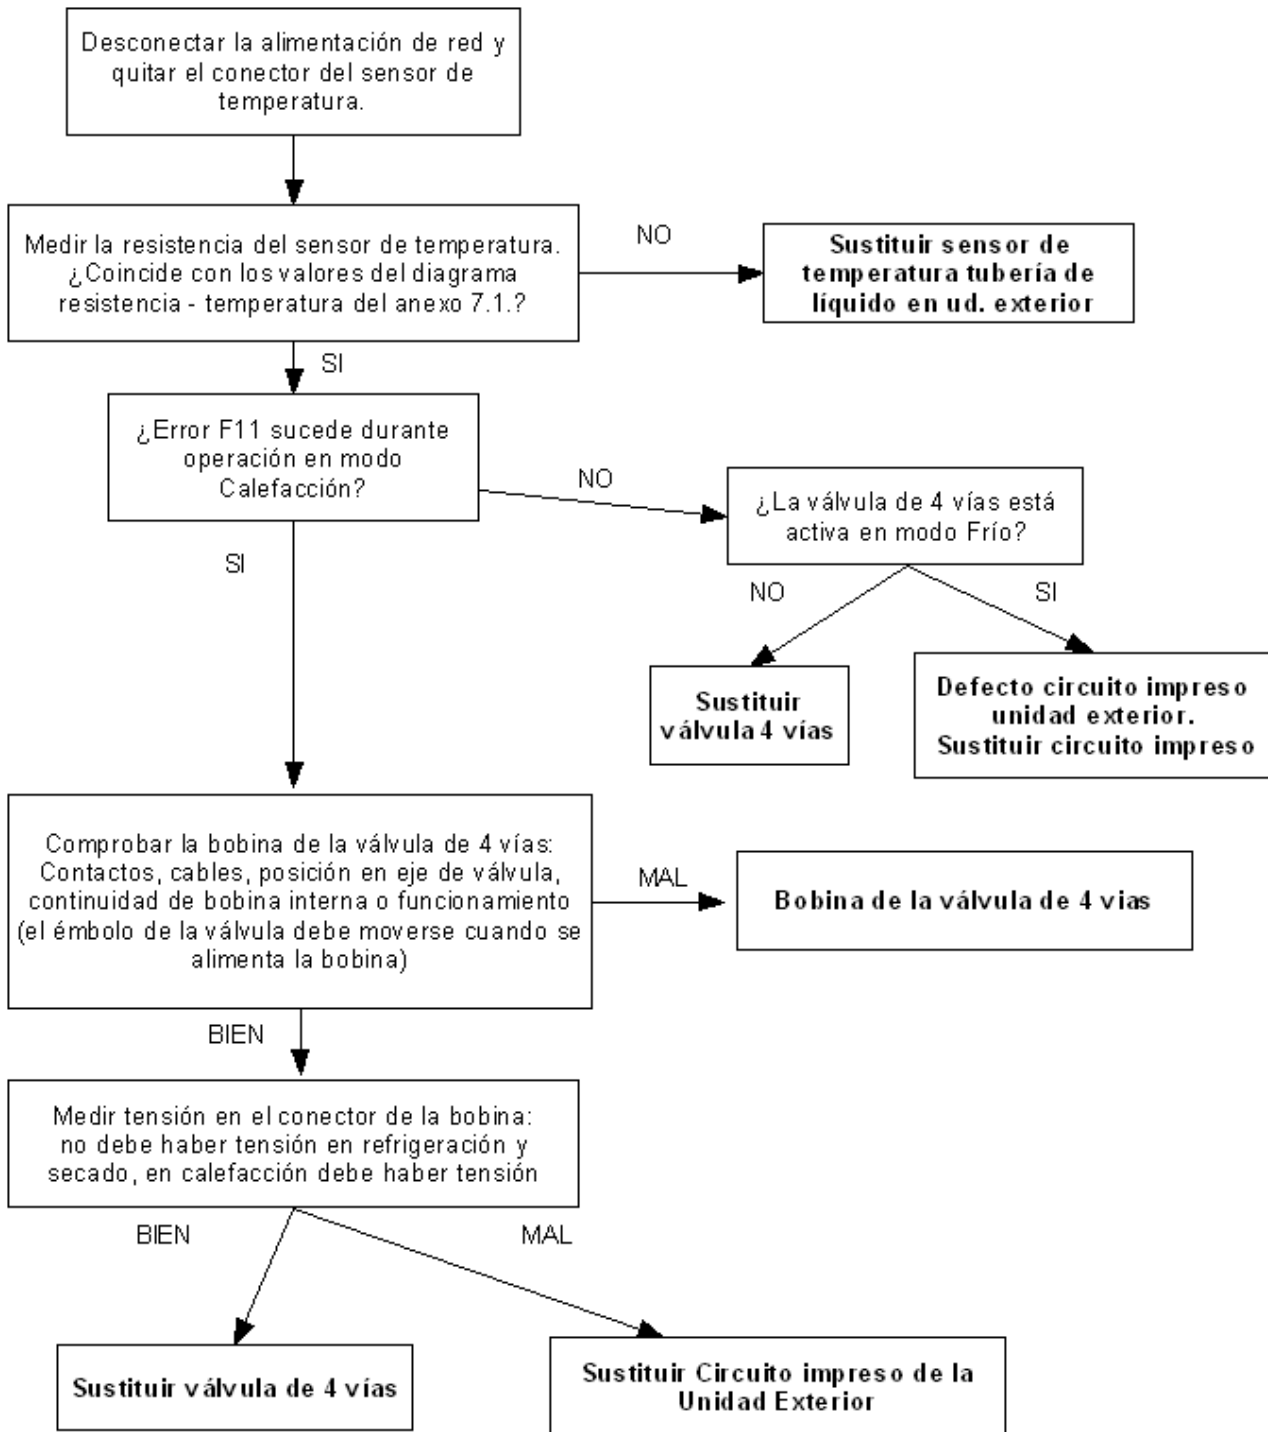 Desconectar la alimentación de red y
quitar el conector del sensor de
temperatura.
Medir la resistencia del sensor de temperatura.
¿Coincide con los valores del diagrama
resistencia - temperatura del anexo 7.1.?
NO
Sustituir sensor de
temperatura tubería de
líquido en ud. exterior
SI
¿Error F11 sucede durante
operación en modo
Calefacción?
NO
¿La válvula de 4 vías está
activa en modo Frío?
SI
NO
SI
Sustituir
válvula 4 vías
Defecto circuito impreso
unidad exterior.
Sustituir circuito impreso
Comprobar la bobina de la válvula de 4 vías:
Contactos, cables, posición en eje de válvula,
continuidad de bobina interna o funcionamiento
(el émbolo de la válvula debe moverse cuando se
alimenta la bobina)
MAL
Bobina de la válvula de 4 vias
BIEN
Medir tensión en el conector de la bobina:
no debe haber tensión en refrigeración y
secado, en calefacción debe haber tensión
BIEN
MAL
Sustituir válvula de 4 vías
Sustituir Circuito impreso de la
Unidad Exterior